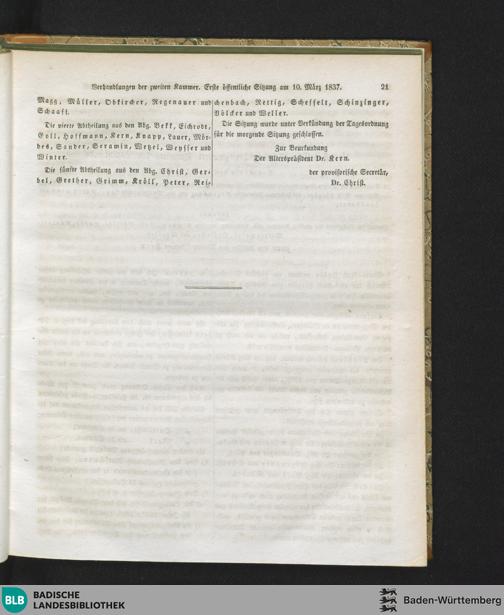 Verhandlungen der zweiten Kammer. Erste öffentliche Sitzung am 10. März 1837. 21
Magg, Müller, Obkircher, Regenauer und
Schaaff.
Die vierte Abtheilung aus den Abg. Bekk, Eichrodt,
Goll, Hoffmann, Kern, Knapp, Lauer, Mör-
des, Sander, Seramin, Wetzel, Weysser und
Winter.
Die fünfte Abtheilung aus den Abg. Christ, Ger-
bel, Grether, Grimm, Kröll, Peter, Rei-
chenbach, Rettig, Scheffelt, Schinzinger,
Völcker und Weller.
Die Sitzung wurde unter Verkündung der Tagesordnung
für die morgende Sitzung geschlossen.
Zur Beurkundung
Der Alterspräsident Dr. Kern.
der provisorische Secretär,
Dr. Christ.
BLB
BADISCHE
LANDESBIBLIOTHEK
Baden-Württemberg